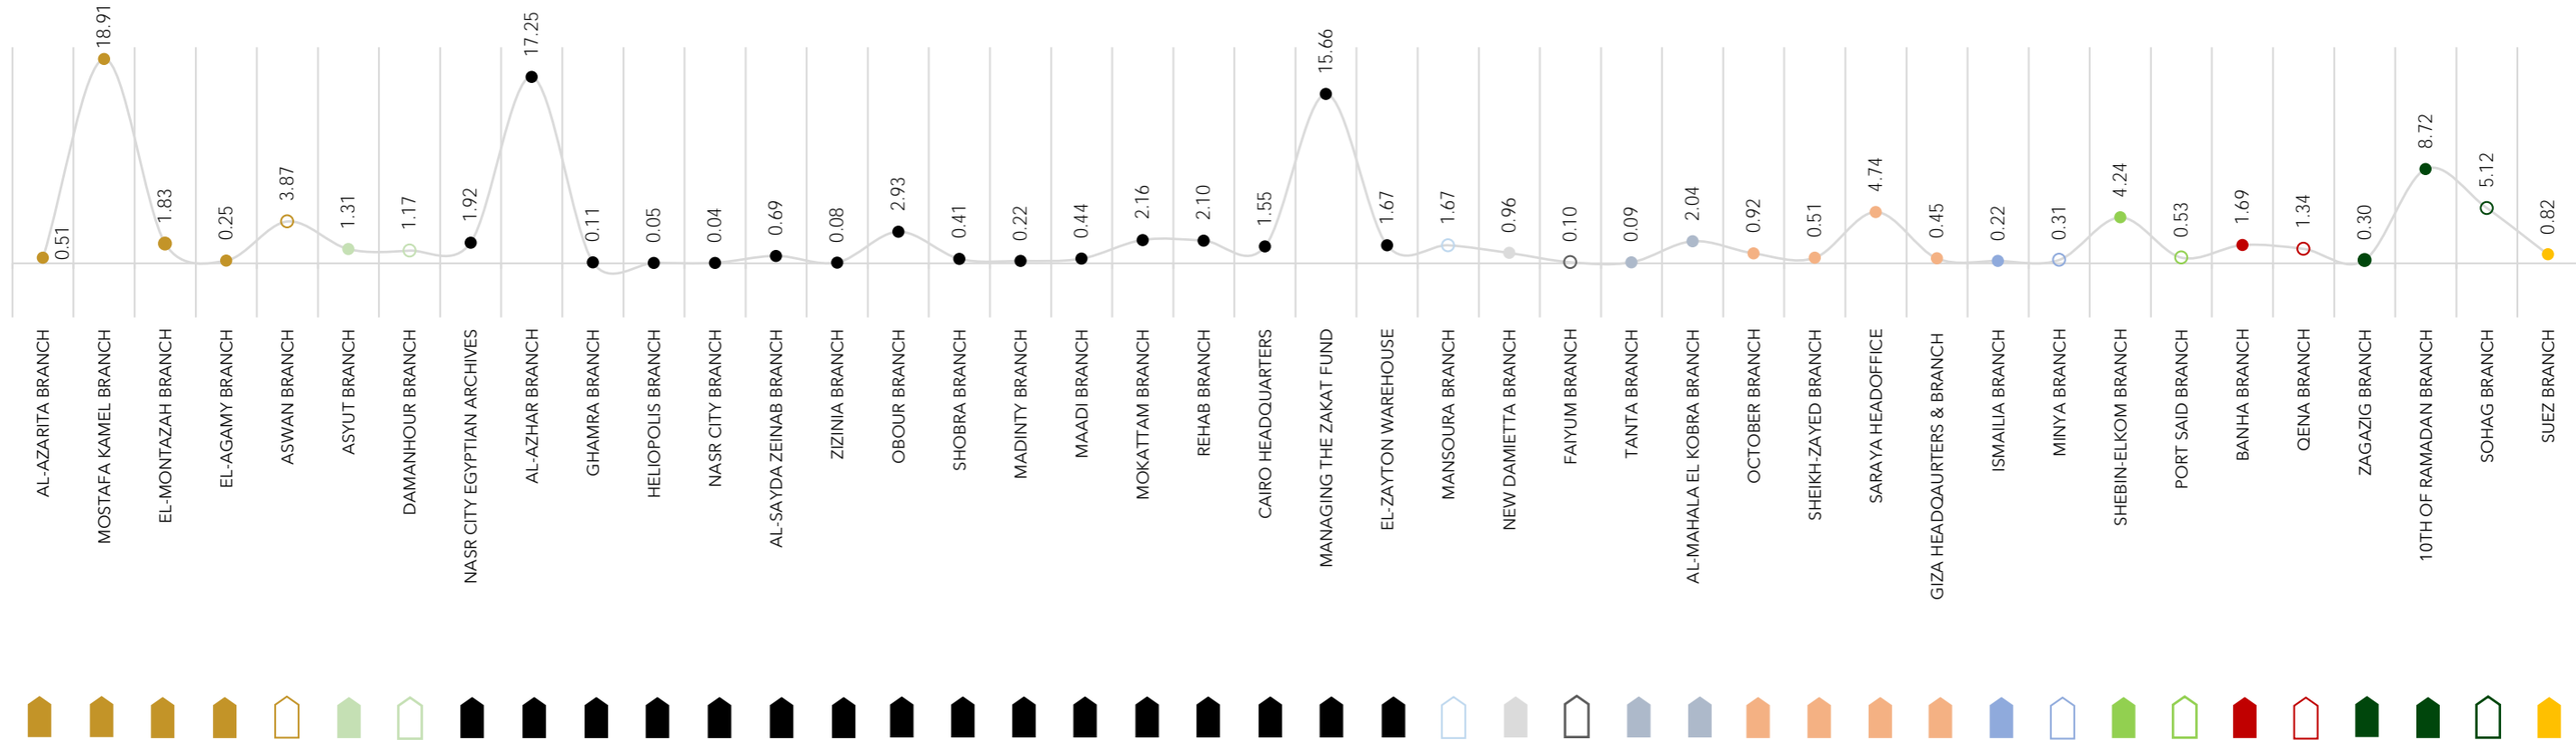 0.51
18.91
1.83
0.25
3.87
1.31
1.17
1.92
17.25
0.11
0.05
0.04
0.69
0.08
2.93
0.41
0.22
0.44
2.16
2.10
1.55
15.66
1.67
1.67
0.96
0.10
0.09
2.04
0.92
0.51
4.74
0.45
0.22
0.31
4.24
0.53
1.69
1.34
0.30
8.72
5.12
0.82
AL-AZARITA BRANCH
MOSTAFA KAMEL BRANCH
EL-MONTAZAH BRANCH
EL-AGAMY BRANCH
ASWAN BRANCH
ASYUT BRANCH
DAMANHOUR BRANCH
NASR CITY EGYPTIAN ARCHIVES
AL-AZHAR BRANCH
GHAMRA BRANCH
HELIOPOLIS BRANCH
NASR CITY BRANCH
AL-SAYDA ZEINAB BRANCH
ZIZINIA BRANCH
OBOUR BRANCH
SHOBRA BRANCH
MADINTY BRANCH
MAADI BRANCH
MOKATTAM BRANCH
REHAB BRANCH
CAIRO HEADQUARTERS
MANAGING THE ZAKAT FUND
EL-ZAYTON WAREHOUSE
MANSOURA BRANCH
NEW DAMIETTA BRANCH
FAIYUM BRANCH
TANTA BRANCH
AL-MAHALA EL KOBRA BRANCH
OCTOBER BRANCH
SHEIKH-ZAYED BRANCH
SARAYA HEADOFFICE
GIZA HEADQAURTERS & BRANCH
ISMAILIA BRANCH
MINYA BRANCH
SHEBIN-ELKOM BRANCH
PORT SAID BRANCH
BANHA BRANCH
QENA BRANCH
ZAGAZIG BRANCH
10TH OF RAMADAN BRANCH
SOHAG BRANCH
SUEZ BRANCH